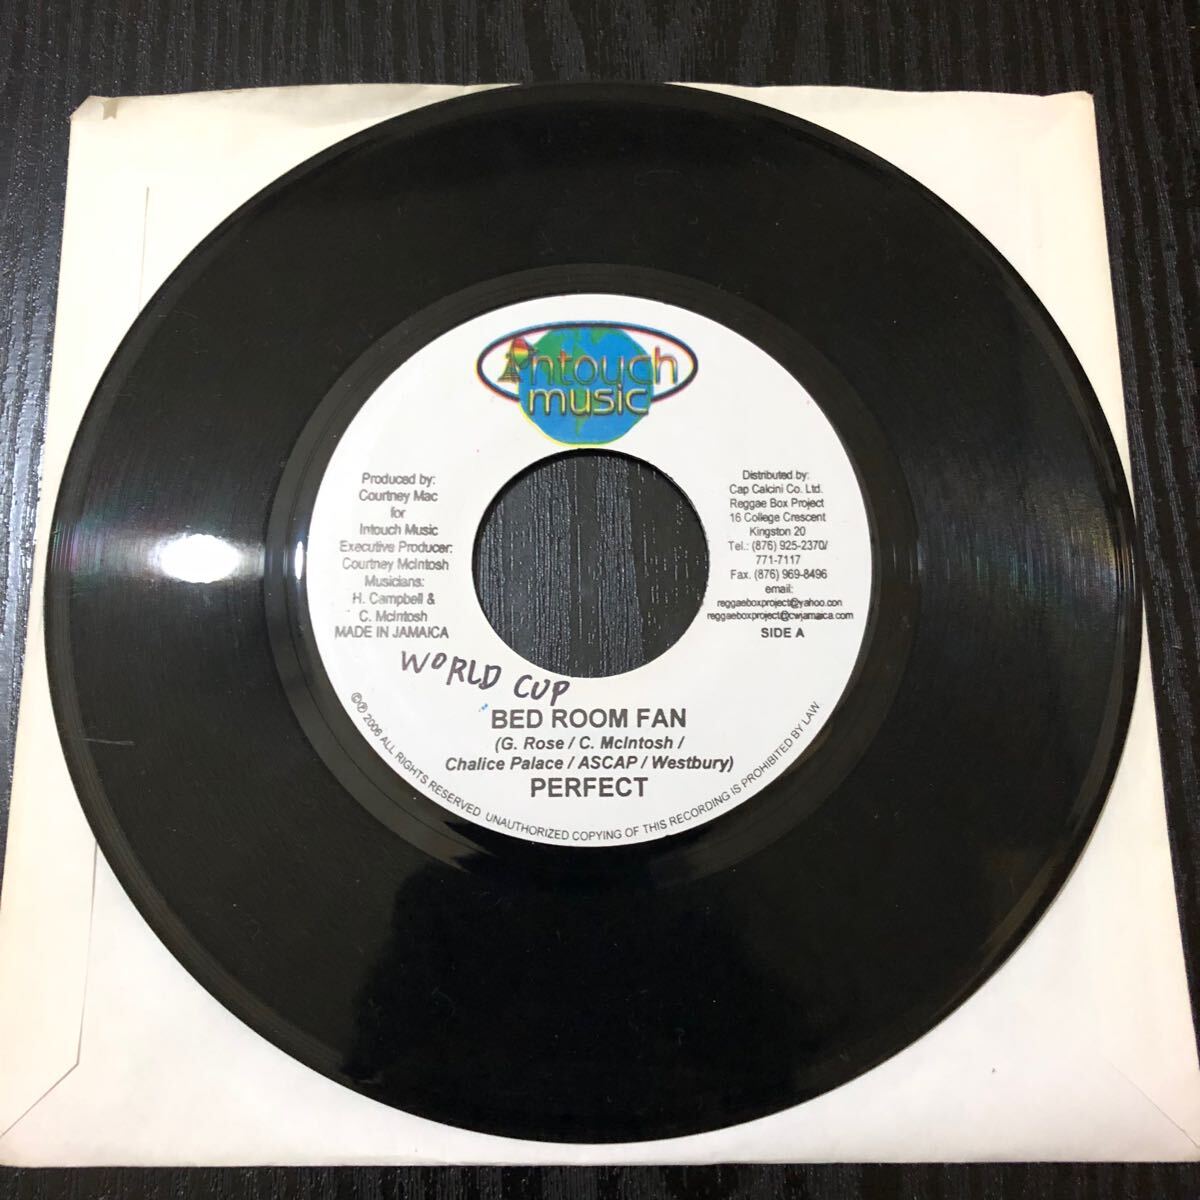 Intouch
music
Produced by:
Courtney Mac
for
Intouch Music
Executive Producer:
Courtney McIntosh
Musicians:
H. Campbell &
C. McIntosh
MADE IN JAMAICA
Distributed by:
Cap Calcini Co. Ltd.
Reggae Box Project
16 College Crescent
Kingston 20
Tel.: (876) 925-2370/
771-7117
Fax. (876) 969-8496
email:
reggaeboxproject@yahoo.con
reggaeboxproject@cwjamaica.com
SIDE A
WORLD CUP
BED ROOM FAN
(G. Rose / C. McIntosh /
Chalice Palace / ASCAP / Westbury)
PERFECT
©℗ 2006 ALL RIGHTS RESERVED UNAUTHORIZED COPYING OF THIS RECORDING IS PROHIBITED BY LAW